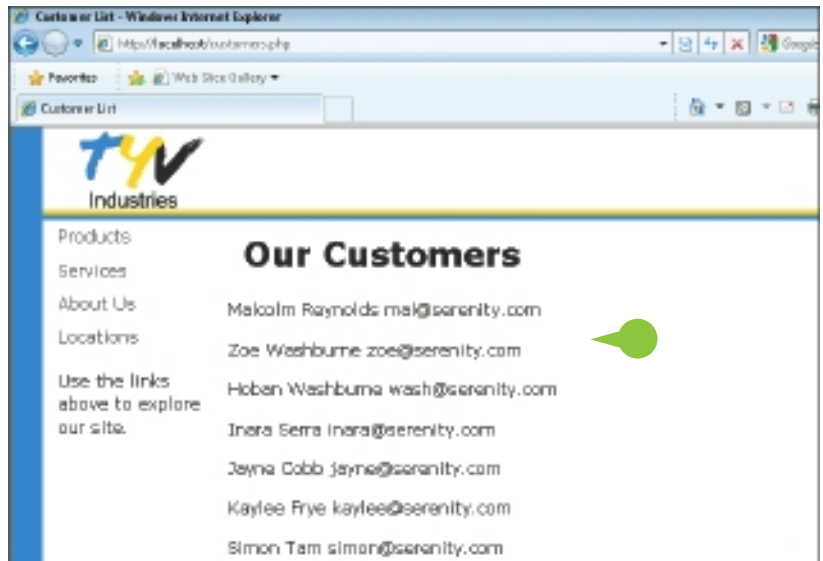 Customer List - Windows Internet Explorer
http://localhost/customers.php
Google
Favorites Web Slice Gallery
Customer List
TYV
Industries
Products
Services
About Us
Locations
Use the links
above to explore
our site.
Our Customers
Malcolm Reynolds mal@serenity.com
Zoe Washburne zoe@serenity.com
Hoban Washburne wash@serenity.com
Inara Serra inara@serenity.com
Jayne Cobb jayne@serenity.com
Kaylee Frye kaylee@serenity.com
Simon Tam simon@serenity.com